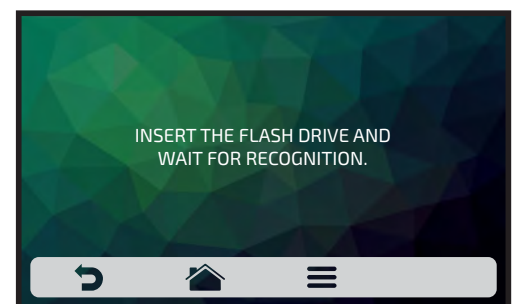 INSERT THE FLASH DRIVE AND
WAIT FOR RECOGNITION.